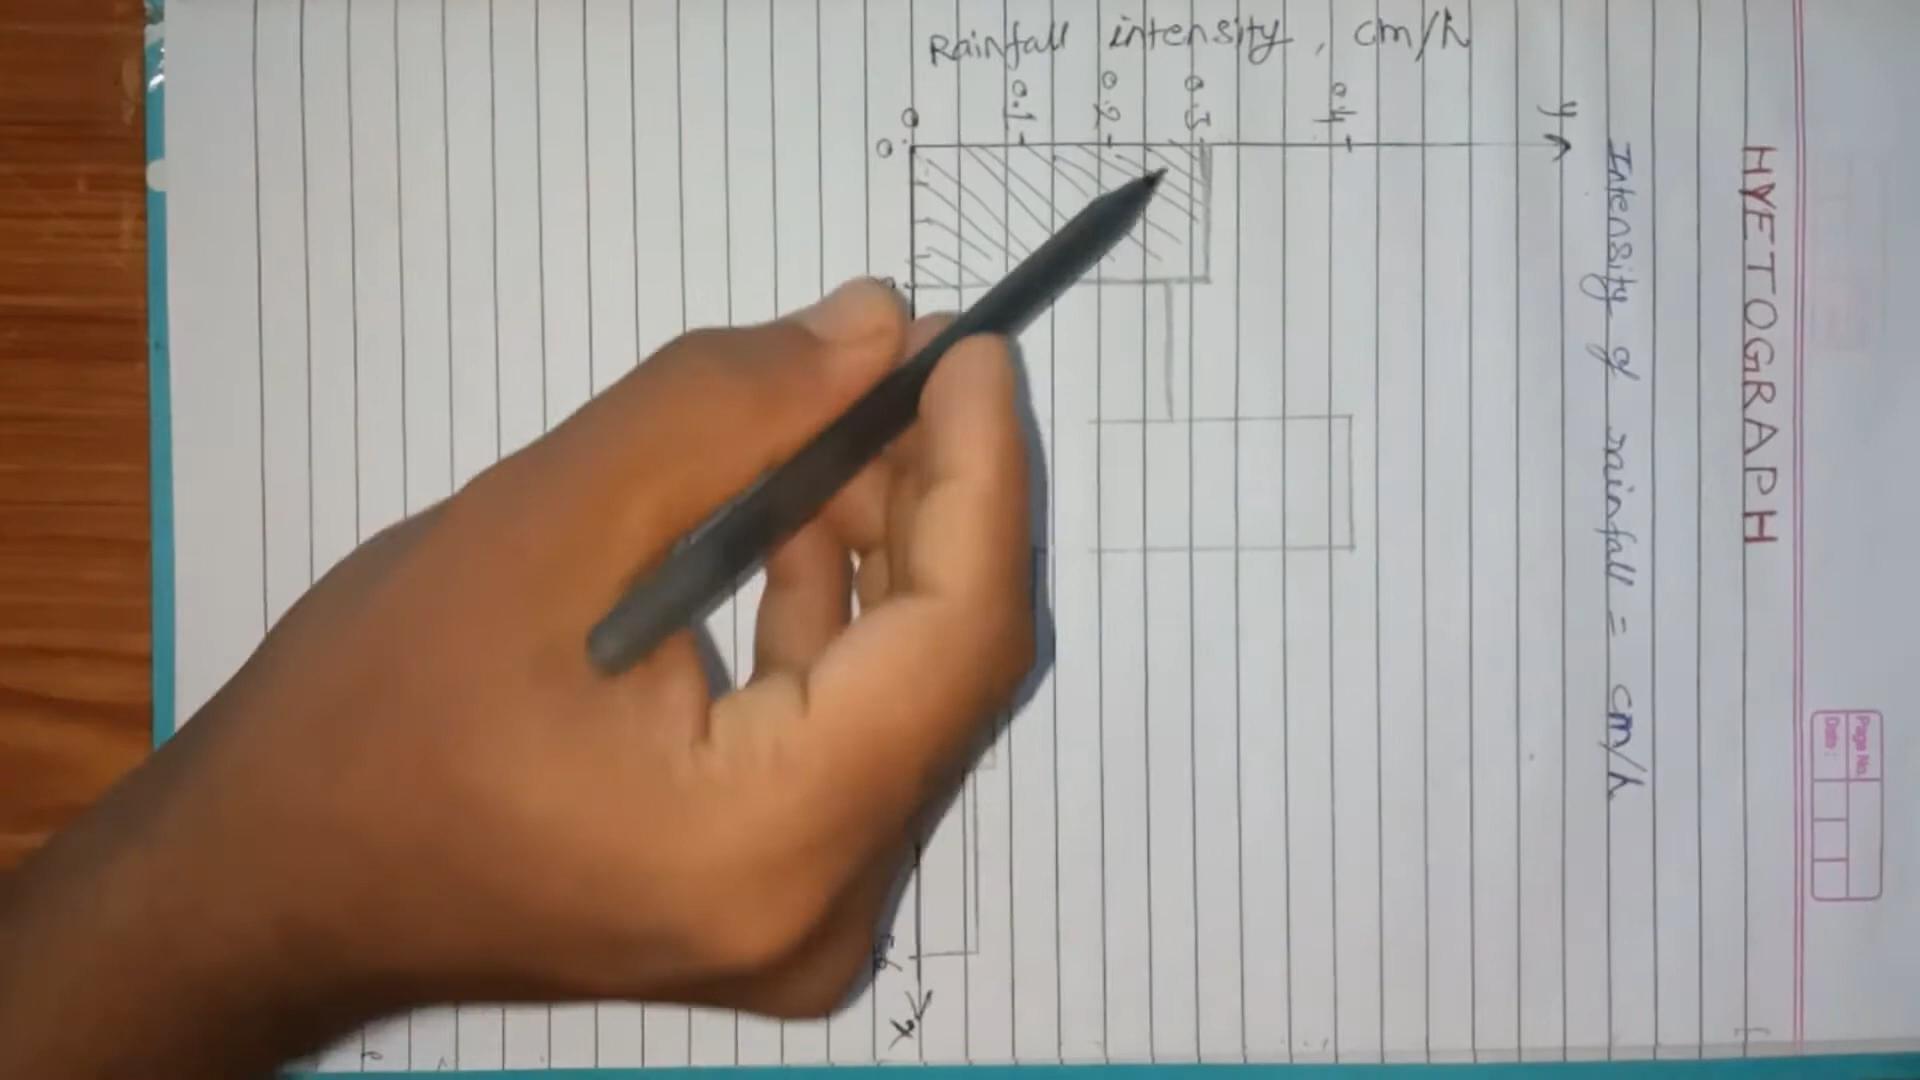 Page No.
Date :
HYETOGRAPH
Intensity of rainfall = cm/h
y
0.4
0.3
0.2
0.1
0
0
Rainfall intensity, cm/h
x